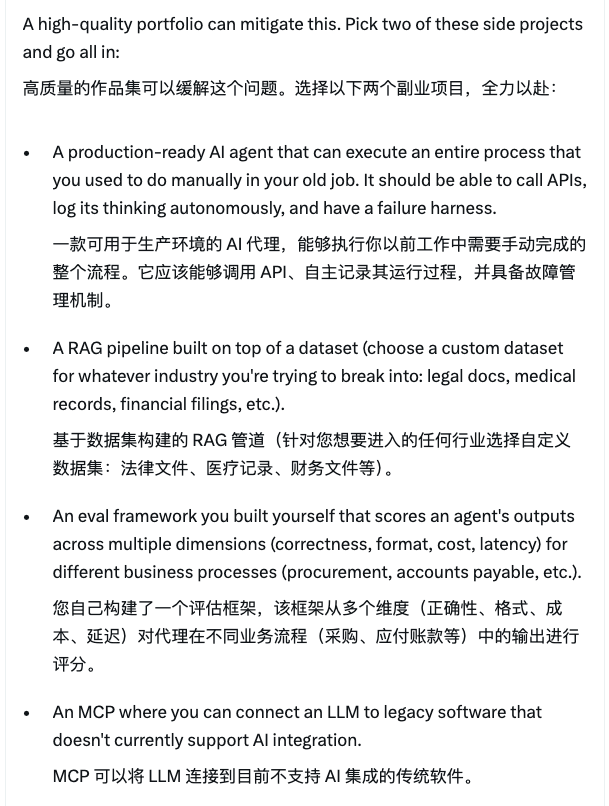 A high-quality portfolio can mitigate this. Pick two of these side projects
and go all in:
高质量的作品集可以缓解这个问题。选择以下两个副业项目，全力以赴：
• A production-ready AI agent that can execute an entire process that
you used to do manually in your old job. It should be able to call APIs,
log its thinking autonomously, and have a failure harness.
一款可用于生产环境的 AI 代理，能够执行你以前工作中需要手动完成的
整个流程。它应该能够调用 API、自主记录其运行过程，并具备故障管
理机制。
• A RAG pipeline built on top of a dataset (choose a custom dataset
for whatever industry you're trying to break into: legal docs, medical
records, financial filings, etc.).
基于数据集构建的 RAG 管道（针对您想要进入的任何行业选择自定义
数据集：法律文件、医疗记录、财务文件等）。
• An eval framework you built yourself that scores an agent's outputs
across multiple dimensions (correctness, format, cost, latency) for
different business processes (procurement, accounts payable, etc.).
您自己构建了一个评估框架，该框架从多个维度（正确性、格式、成
本、延迟）对代理在不同业务流程（采购、应付账款等）中的输出进行
评分。
• An MCP where you can connect an LLM to legacy software that
doesn't currently support AI integration.
MCP 可以将 LLM 连接到目前不支持 AI 集成的传统软件。